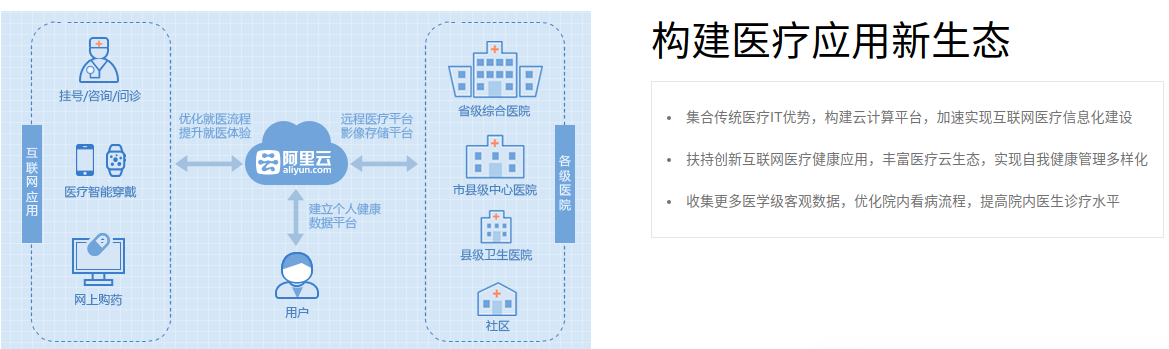 挂号/咨询/问诊
互联网应用
医疗智能穿戴
网上购药
优化就医流程
提升就医体验
阿里云
aliyun.com
远程医疗平台
影像存储平台
建立个人健康
数据平台
用户
省级综合医院
各级医院
市县级中心医院
县级卫生医院
社区
构建医疗应用新生态
集合传统医疗IT优势，构建云计算平台，加速实现互联网医疗信息化建设
扶持创新互联网医疗健康应用，丰富医疗云生态，实现自我健康管理多样化
收集更多医学级客观数据，优化院内看病流程，提高院内医生诊疗水平